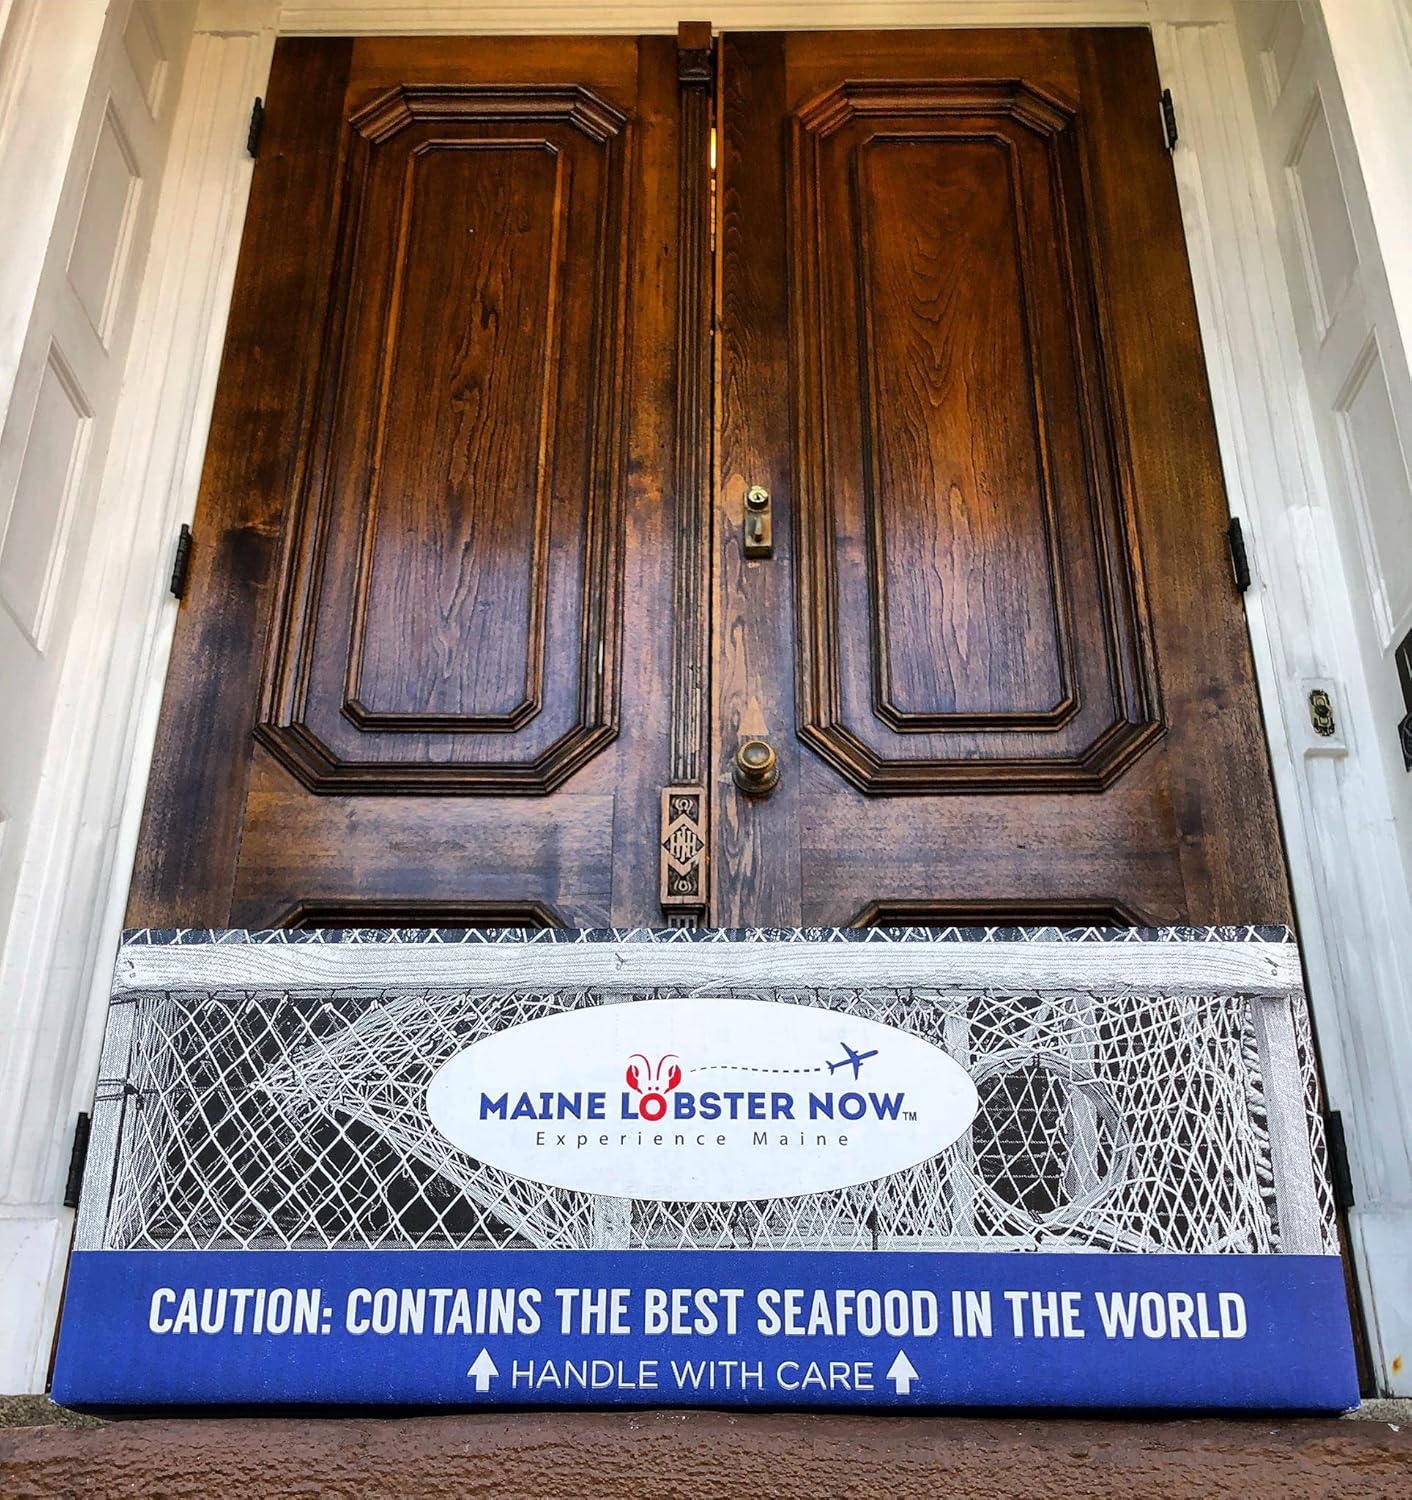 MAINE LOBSTER NOW™
Experience Maine
CAUTION: CONTAINS THE BEST SEAFOOD IN THE WORLD
HANDLE WITH CARE